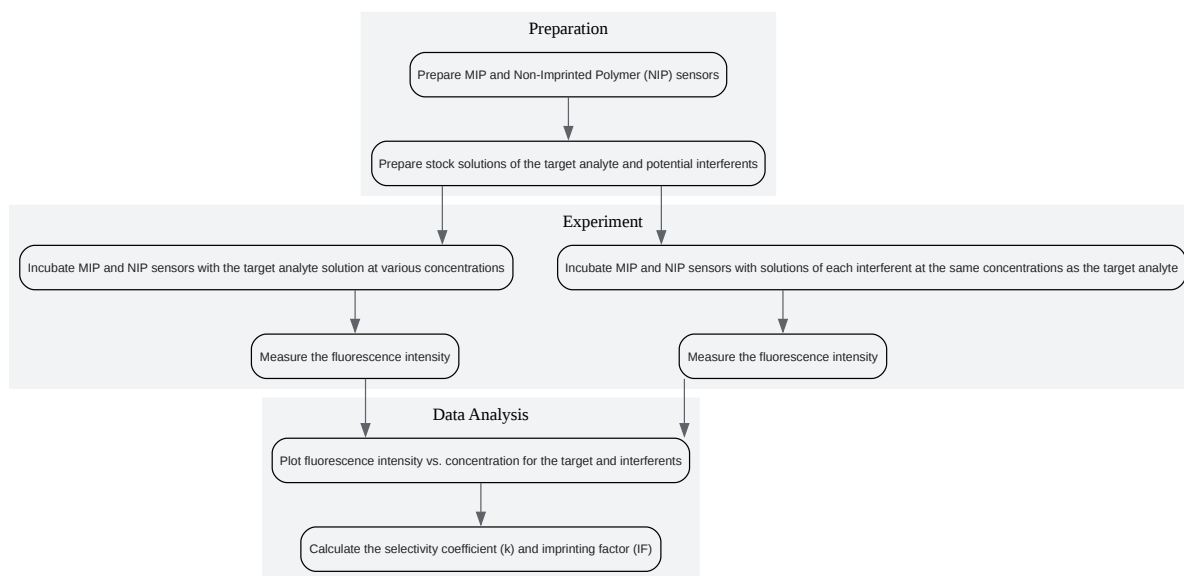 Preparation
Prepare MIP and Non-Imprinted Polymer (NIP) sensors
Prepare stock solutions of the target analyte and potential interferents
Experiment
Incubate MIP and NIP sensors with the target analyte solution at various concentrations
Incubate MIP and NIP sensors with solutions of each interferent at the same concentrations as the target analyte
Measure the fluorescence intensity
Measure the fluorescence intensity
Data Analysis
Plot fluorescence intensity vs. concentration for the target and interferents
Calculate the selectivity coefficient (k) and imprinting factor (IF)